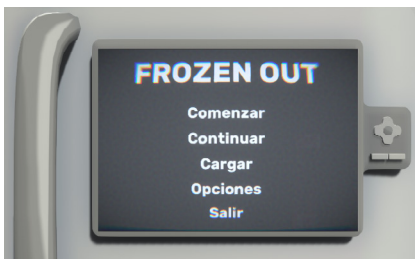 FROZEN OUT
Comenzar
Continuar
Cargar
Opciones
Salir